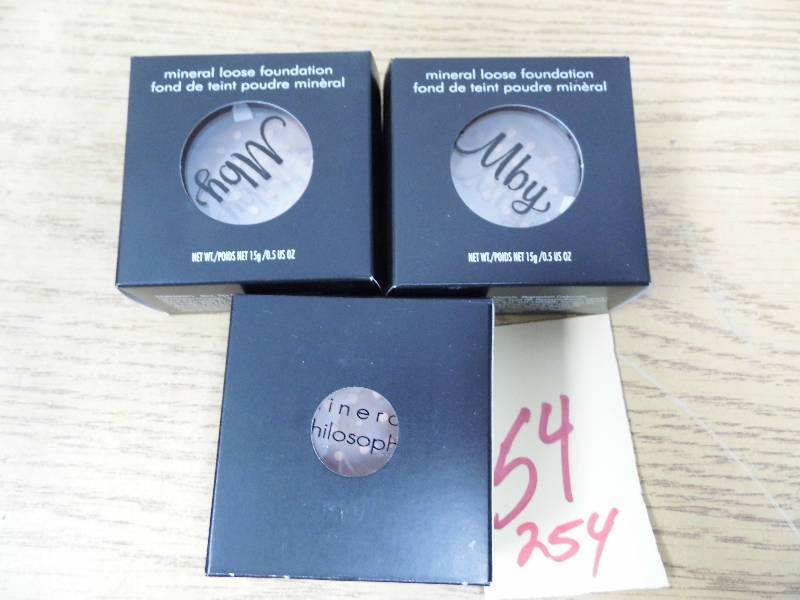 mineral loose foundation
fond de teint poudre minèral
Mby
NET WT./POIDS NET 15g /0.5 US OZ
mineral loose foundation
fond de teint poudre minèral
Mby
NET WT./POIDS NET 15g /0.5 US OZ
inera
hilosoph
54
254